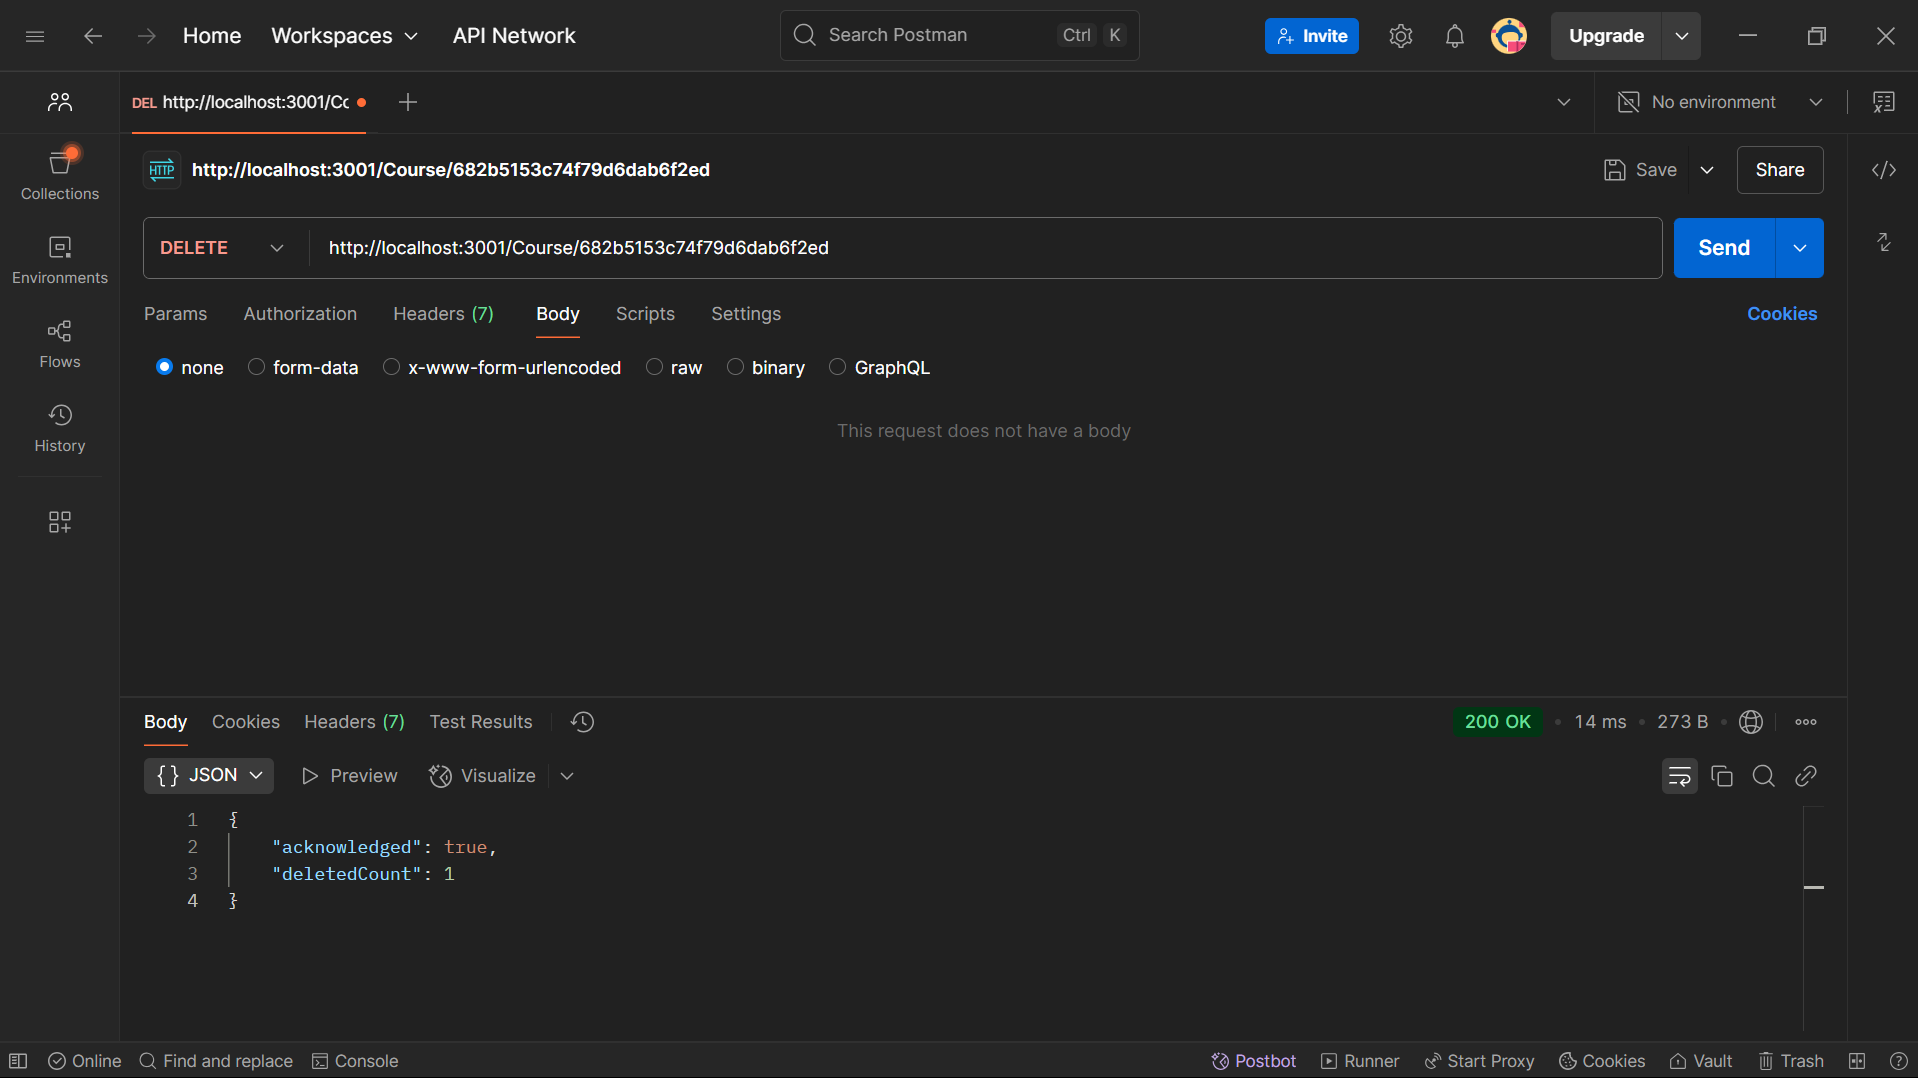 Home Workspaces API Network Search Postman Ctrl K Invite Upgrade
DEL http://localhost:3001/Cc No environment
HTTP http://localhost:3001/Course/682b5153c74f79d6dab6f2ed Save Share
Collections
DELETE http://localhost:3001/Course/682b5153c74f79d6dab6f2ed Send
Environments
Params Authorization Headers (7) Body Scripts Settings Cookies
Flows
none form-data x-www-form-urlencoded raw binary GraphQL
This request does not have a body
History
Body Cookies Headers (7) Test Results 200 OK • 14 ms • 273 B •
{} JSON Preview Visualize
1 {
2 "acknowledged": true,
3 "deletedCount": 1
4 }
Online Find and replace Console Postbot Runner Start Proxy Cookies Vault Trash